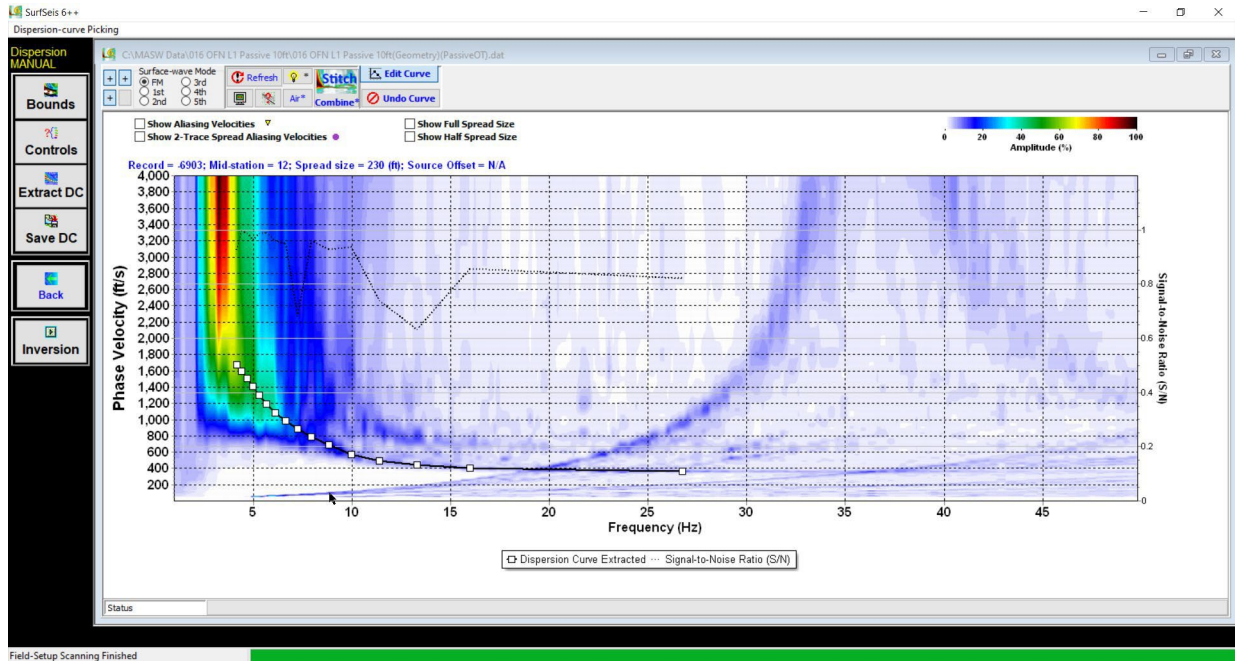 SurfSeis 6++
Dispersion-curve Picking
Dispersion
MANUAL
Bounds
Controls
Extract DC
Save DC
Back
Inversion
C:\MASW Data\016 OFN L1 Passive 10ft\016 OFN L1 Passive 10ft(Geometry)(PassiveOT).dat
Surface-wave Mode
FM 3rd
1st 4th
2nd 5th
Refresh
*
Air*
Stitch
Combine*
Edit Curve
Undo Curve
Show Aliasing Velocities
Show 2-Trace Spread Aliasing Velocities
Show Full Spread Size
Show Half Spread Size
0 20 40 60 80 100
Amplitude (%)
Record = -6903; Mid-station = 12; Spread size = 230 (ft); Source Offset = N/A
4,000
3,800
3,600
3,400
3,200
3,000
2,800
2,600
2,400
2,200
2,000
1,800
1,600
1,400
1,200
1,000
800
600
400
200
Phase Velocity (ft/s)
1
0.8
0.6
0.4
0.2
0
Signal-to-Noise Ratio (S/N)
5 10 15 20 25 30 35 40 45
Frequency (Hz)
Dispersion Curve Extracted Signal-to-Noise Ratio (S/N)
Status
Field-Setup Scanning Finished